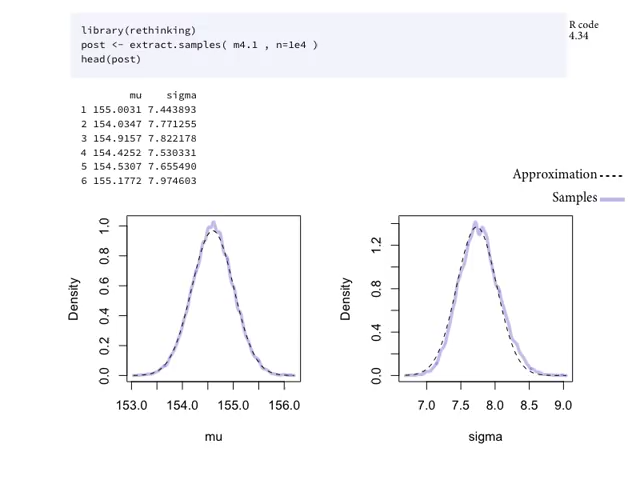 library(rethinking)
post <- extract.samples( m4.1 , n=1e4 )
head(post)
R code
4.34
mu sigma
1 155.0031 7.443893
2 154.0347 7.771255
3 154.9157 7.822178
4 154.4252 7.530331
5 154.5307 7.655490
6 155.1772 7.974603
Approximation
Samples
Density
0.0 0.2 0.4 0.6 0.8 1.0
153.0 154.0 155.0 156.0
mu
Density
0.0 0.4 0.8 1.2
7.0 7.5 8.0 8.5 9.0
sigma